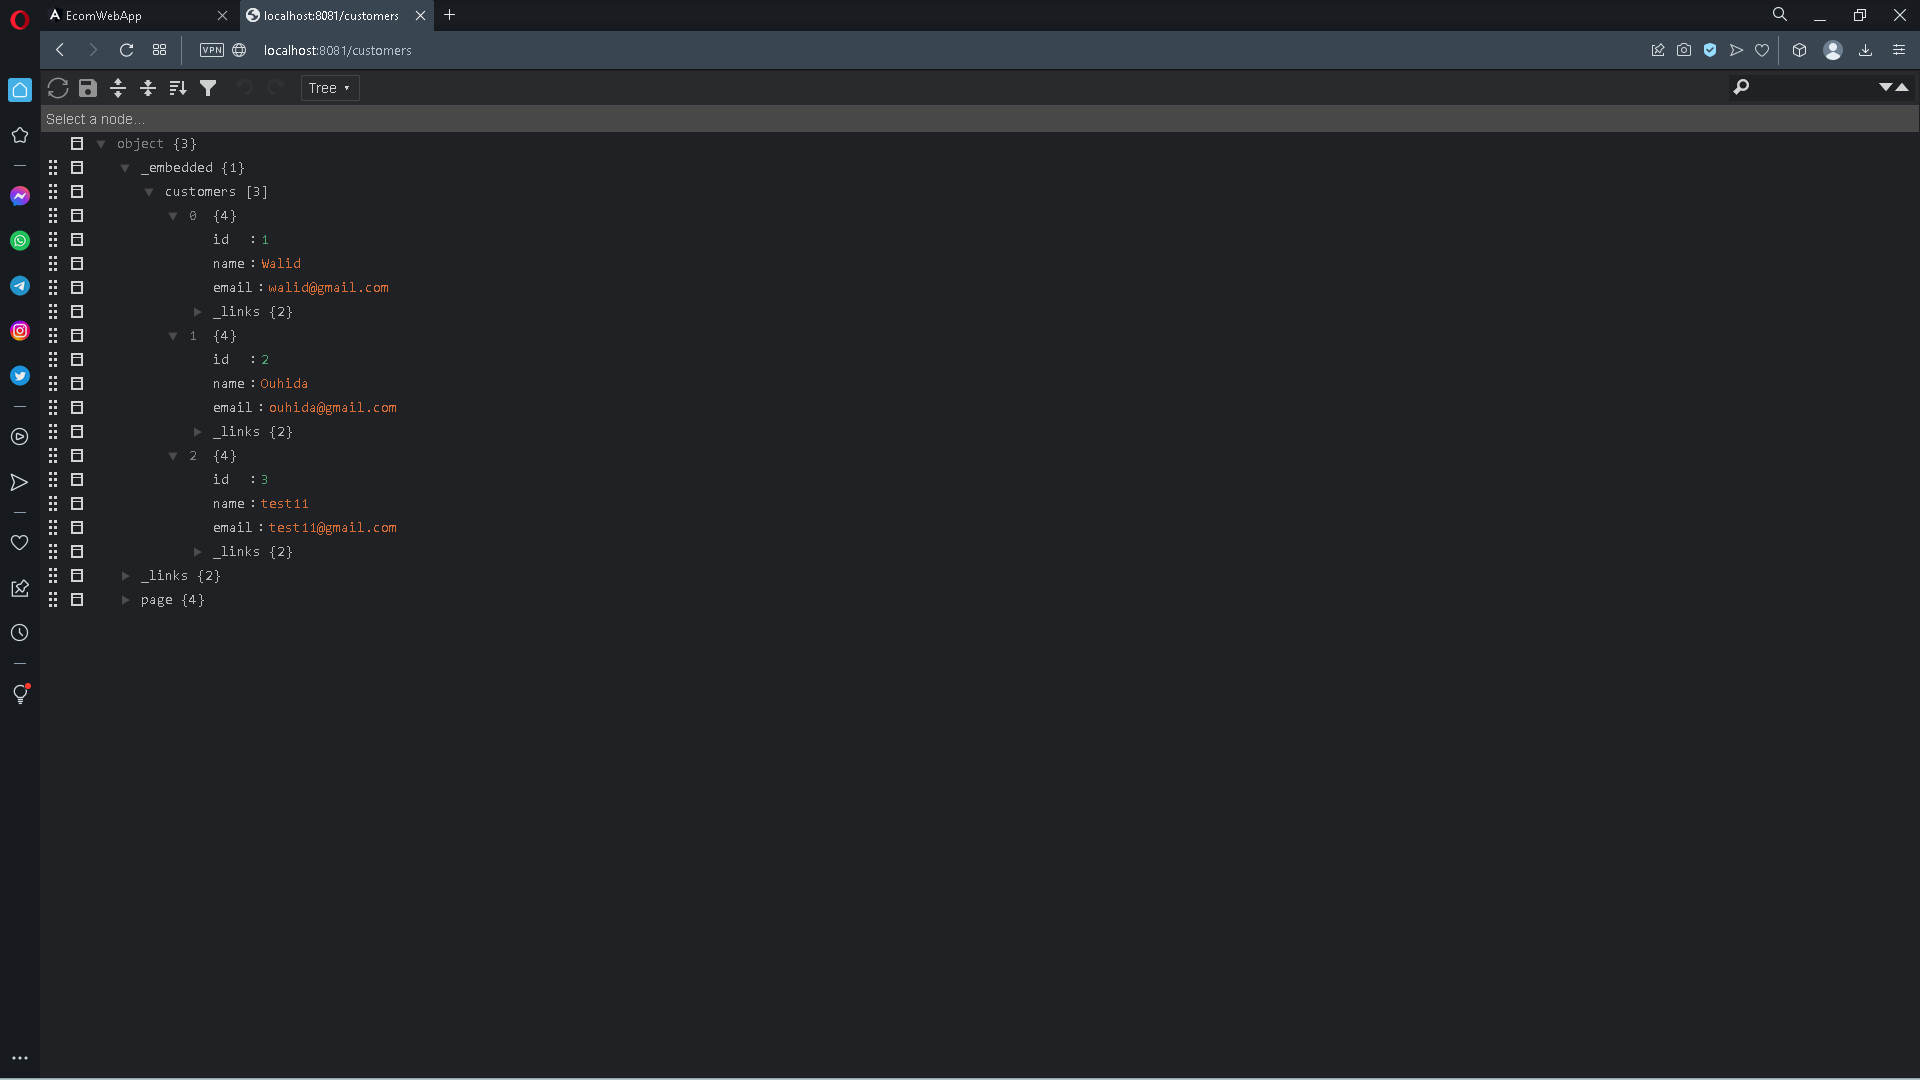 EcomWebApp
localhost:8081/customers
VPN localhost:8081/customers
Tree
Select a node...
object {3}
_embedded {1}
customers [3]
0 {4}
id : 1
name : Walid
email : walid@gmail.com
_links {2}
1 {4}
id : 2
name : Ouhida
email : ouhida@gmail.com
_links {2}
2 {4}
id : 3
name : test11
email : test11@gmail.com
_links {2}
_links {2}
page {4}